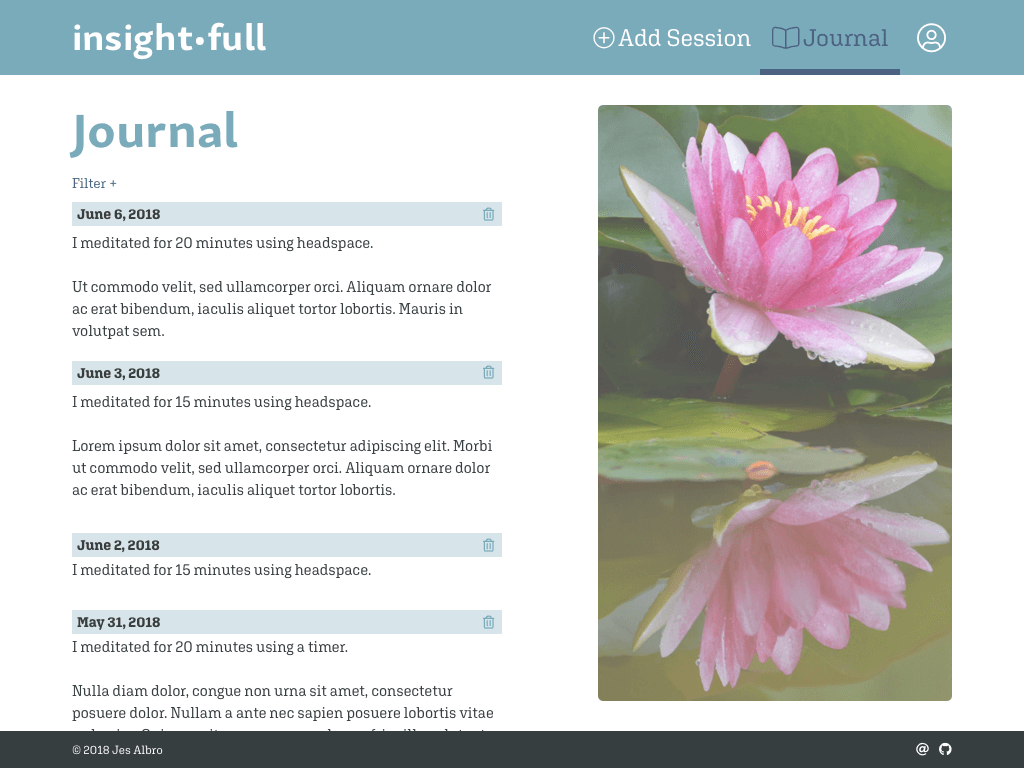 insight•full
Add Session
Journal
Journal
Filter +
June 6, 2018
I meditated for 20 minutes using headspace.
Ut commodo velit, sed ullamcorper orci. Aliquam ornare dolor
ac erat bibendum, iaculis aliquet tortor lobortis. Mauris in
volutpat sem.
June 3, 2018
I meditated for 15 minutes using headspace.
Lorem ipsum dolor sit amet, consectetur adipiscing elit. Morbi
ut commodo velit, sed ullamcorper orci. Aliquam ornare dolor
ac erat bibendum, iaculis aliquet tortor lobortis.
June 2, 2018
I meditated for 15 minutes using headspace.
May 31, 2018
I meditated for 20 minutes using a timer.
Nulla diam dolor, congue non urna sit amet, consectetur
posuere dolor. Nullam a ante nec sapien posuere lobortis vitae
© 2018 Jes Albro
@